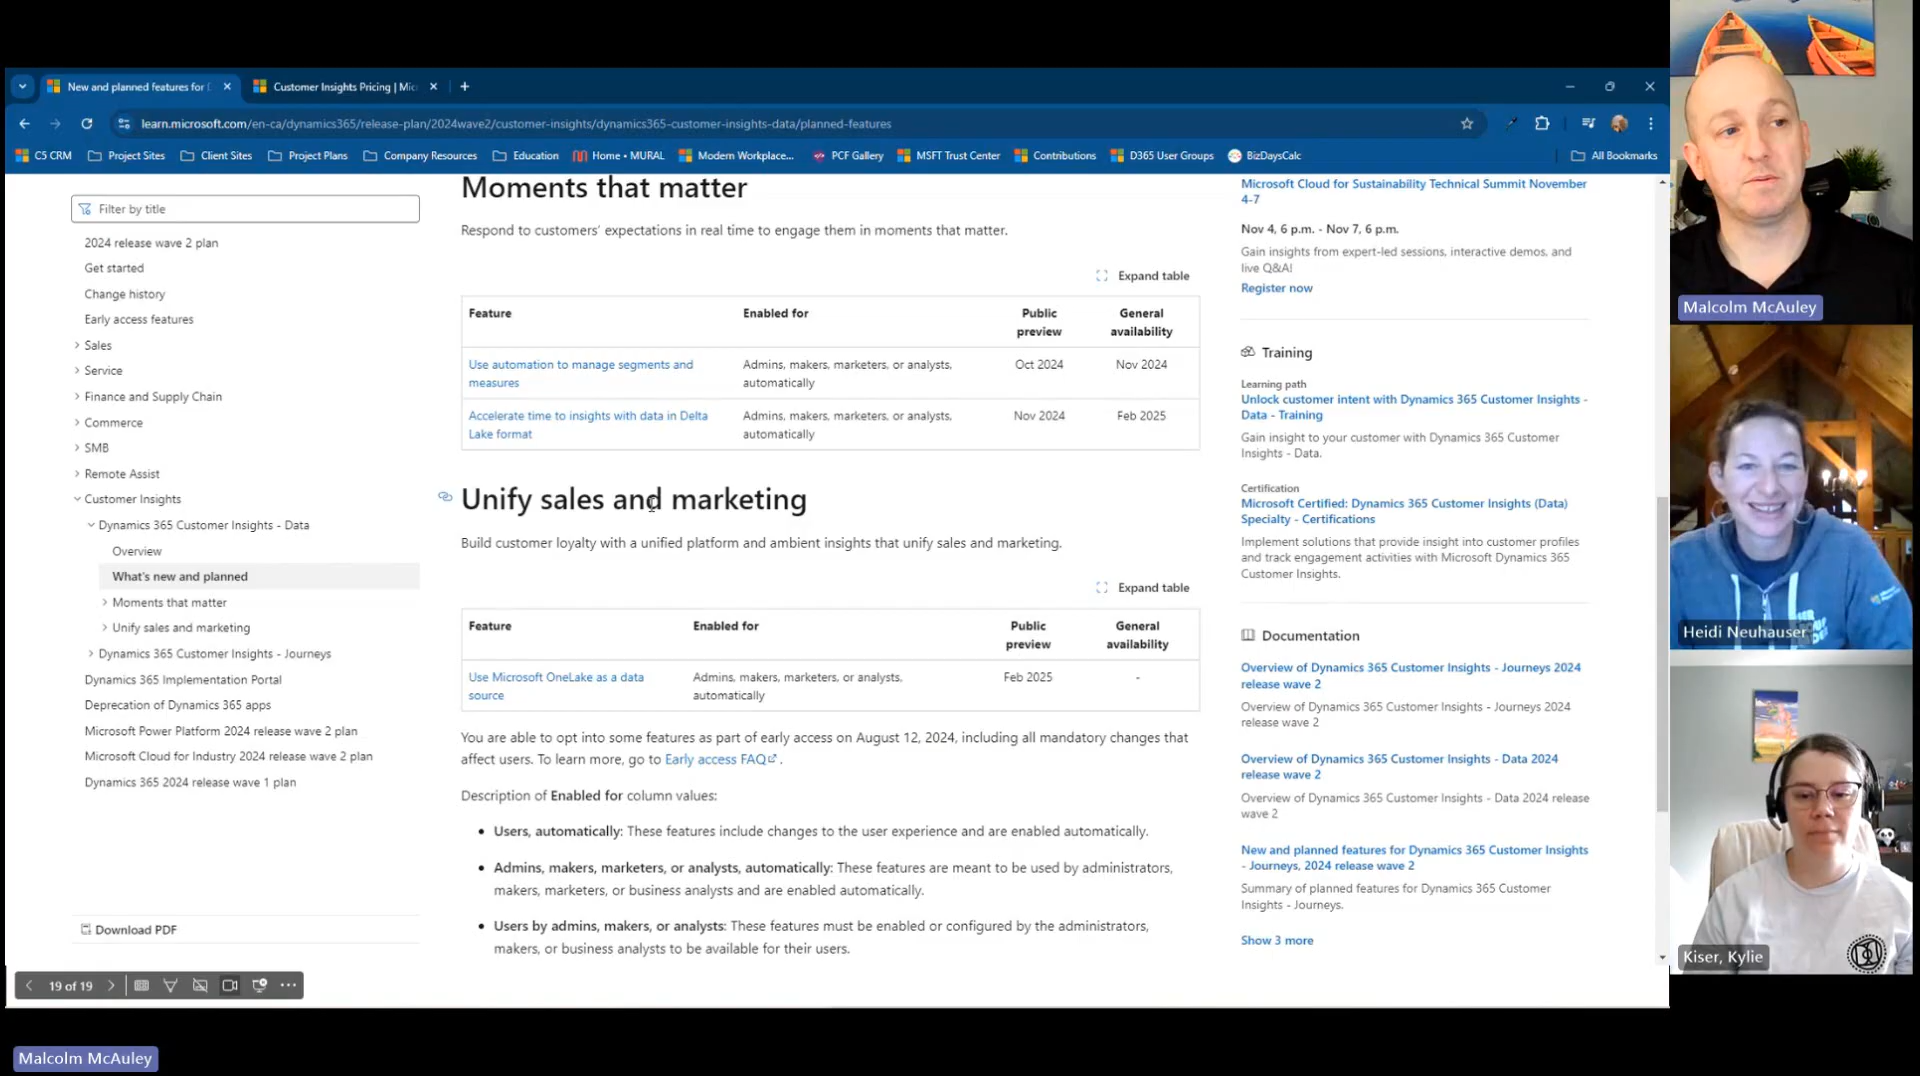 New and planned features for D
Customer Insights Pricing | Mic
learn.microsoft.com/en-ca/dynamics365/release-plan/2024wave2/customer-insights/dynamics365-customer-insights-data/planned-features
C5 CRM
Project Sites
Client Sites
Project Plans
Company Resources
Education
Home • MURAL
Modern Workplace...
PCF Gallery
MSFT Trust Center
Contributions
D365 User Groups
BizDaysCalc
All Bookmarks
Filter by title
2024 release wave 2 plan
Get started
Change history
Early access features
Sales
Service
Finance and Supply Chain
Commerce
SMB
Remote Assist
Customer Insights
Dynamics 365 Customer Insights - Data
Overview
What's new and planned
Moments that matter
Unify sales and marketing
Dynamics 365 Customer Insights - Journeys
Dynamics 365 Implementation Portal
Deprecation of Dynamics 365 apps
Microsoft Power Platform 2024 release wave 2 plan
Microsoft Cloud for Industry 2024 release wave 2 plan
Dynamics 365 2024 release wave 1 plan
Download PDF
Moments that matter
Respond to customers' expectations in real time to engage them in moments that matter.
Expand table
Feature
Enabled for
Public
preview
General
availability
Use automation to manage segments and
measures
Admins, makers, marketers, or analysts,
automatically
Oct 2024
Nov 2024
Accelerate time to insights with data in Delta
Lake format
Admins, makers, marketers, or analysts,
automatically
Nov 2024
Feb 2025
Unify sales and marketing
Build customer loyalty with a unified platform and ambient insights that unify sales and marketing.
Expand table
Feature
Enabled for
Public
preview
General
availability
Use Microsoft OneLake as a data
source
Admins, makers, marketers, or analysts,
automatically
Feb 2025
-
You are able to opt into some features as part of early access on August 12, 2024, including all mandatory changes that
affect users. To learn more, go to Early access FAQ .
Description of Enabled for column values:
• Users, automatically: These features include changes to the user experience and are enabled automatically.
• Admins, makers, marketers, or analysts, automatically: These features are meant to be used by administrators,
makers, marketers, or business analysts and are enabled automatically.
• Users by admins, makers, or analysts: These features must be enabled or configured by the administrators,
makers, or business analysts to be available for their users.
Microsoft Cloud for Sustainability Technical Summit November
4-7
Nov 4, 6 p.m. - Nov 7, 6 p.m.
Gain insights from expert-led sessions, interactive demos, and
live Q&A!
Register now
Training
Learning path
Unlock customer intent with Dynamics 365 Customer Insights -
Data - Training
Gain insight to your customer with Dynamics 365 Customer
Insights - Data.
Certification
Microsoft Certified: Dynamics 365 Customer Insights (Data)
Specialty - Certifications
Implement solutions that provide insight into customer profiles
and track engagement activities with Microsoft Dynamics 365
Customer Insights.
Documentation
Overview of Dynamics 365 Customer Insights - Journeys 2024
release wave 2
Overview of Dynamics 365 Customer Insights - Journeys 2024
release wave 2
Overview of Dynamics 365 Customer Insights - Data 2024
release wave 2
Overview of Dynamics 365 Customer Insights - Data 2024 release
wave 2
New and planned features for Dynamics 365 Customer Insights
- Journeys, 2024 release wave 2
Summary of planned features for Dynamics 365 Customer
Insights - Journeys.
Show 3 more
19 of 19
Malcolm McAuley
Heidi Neuhauser
Kiser, Kylie
Malcolm McAuley